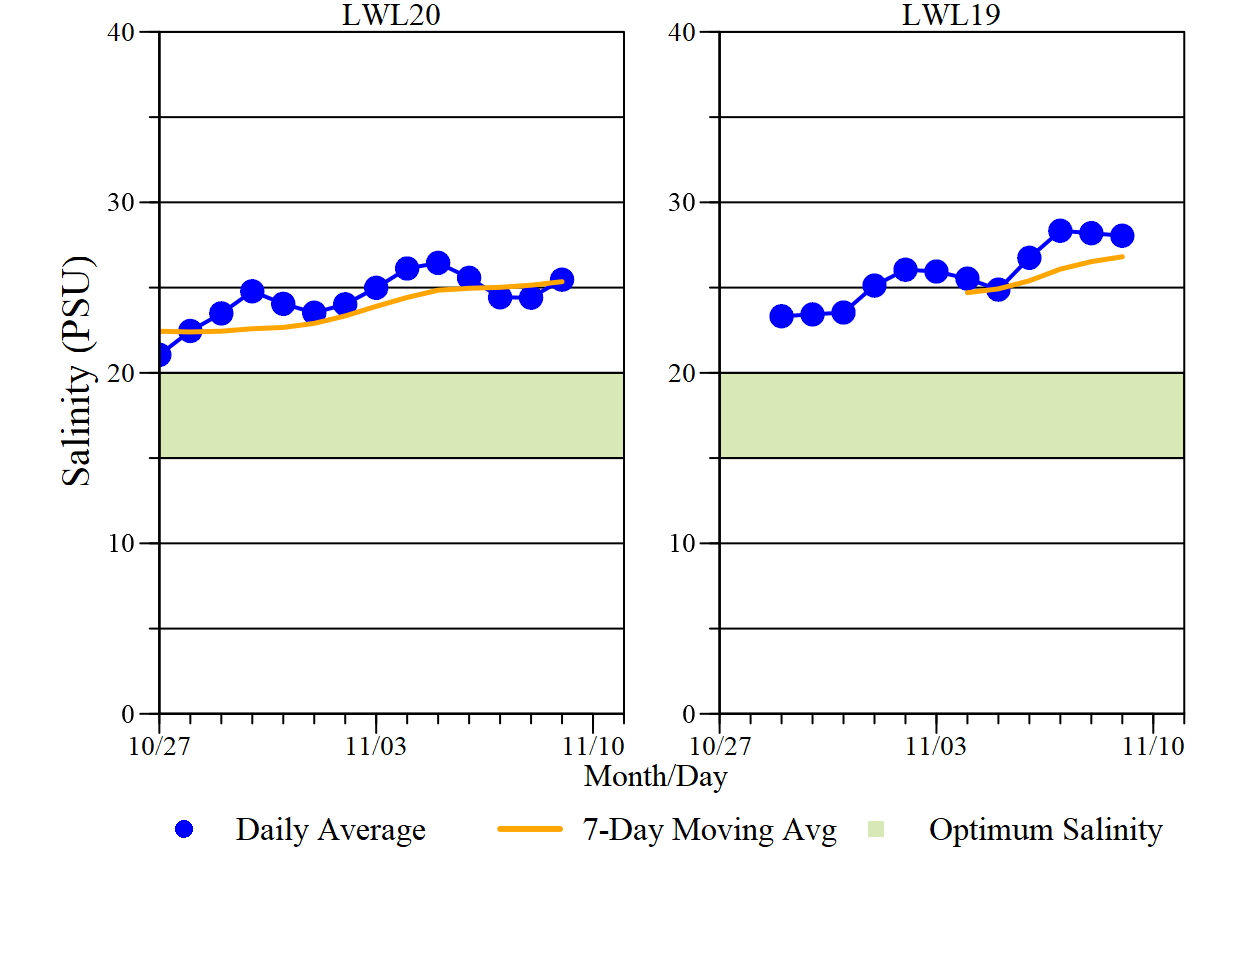 LWL20
LWL19
40
30
20
10
0
40
30
20
10
0
Salinity (PSU)
10/27
11/03
11/10
10/27
11/03
11/10
Month/Day
Daily Average
7-Day Moving Avg
Optimum Salinity